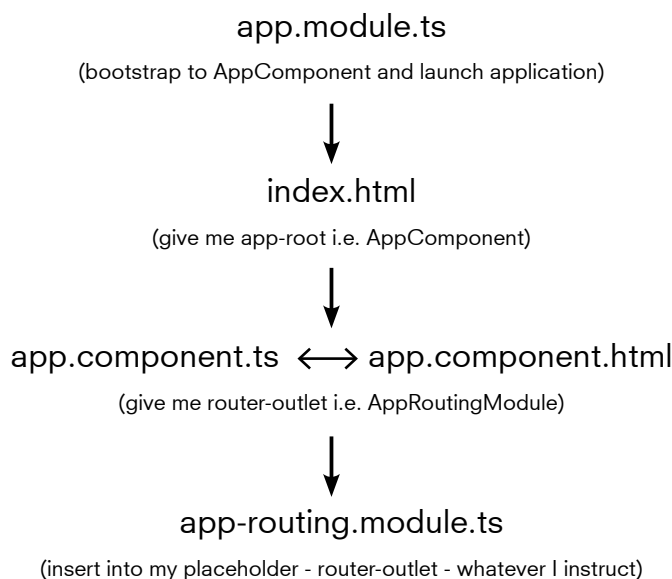 app.module.ts
(bootstrap to AppComponent and launch application)
index.html
(give me app-root i.e. AppComponent)
app.component.ts ⟷ app.component.html
(give me router-outlet i.e. AppRoutingModule)
app-routing.module.ts
(insert into my placeholder - router-outlet - whatever I instruct)